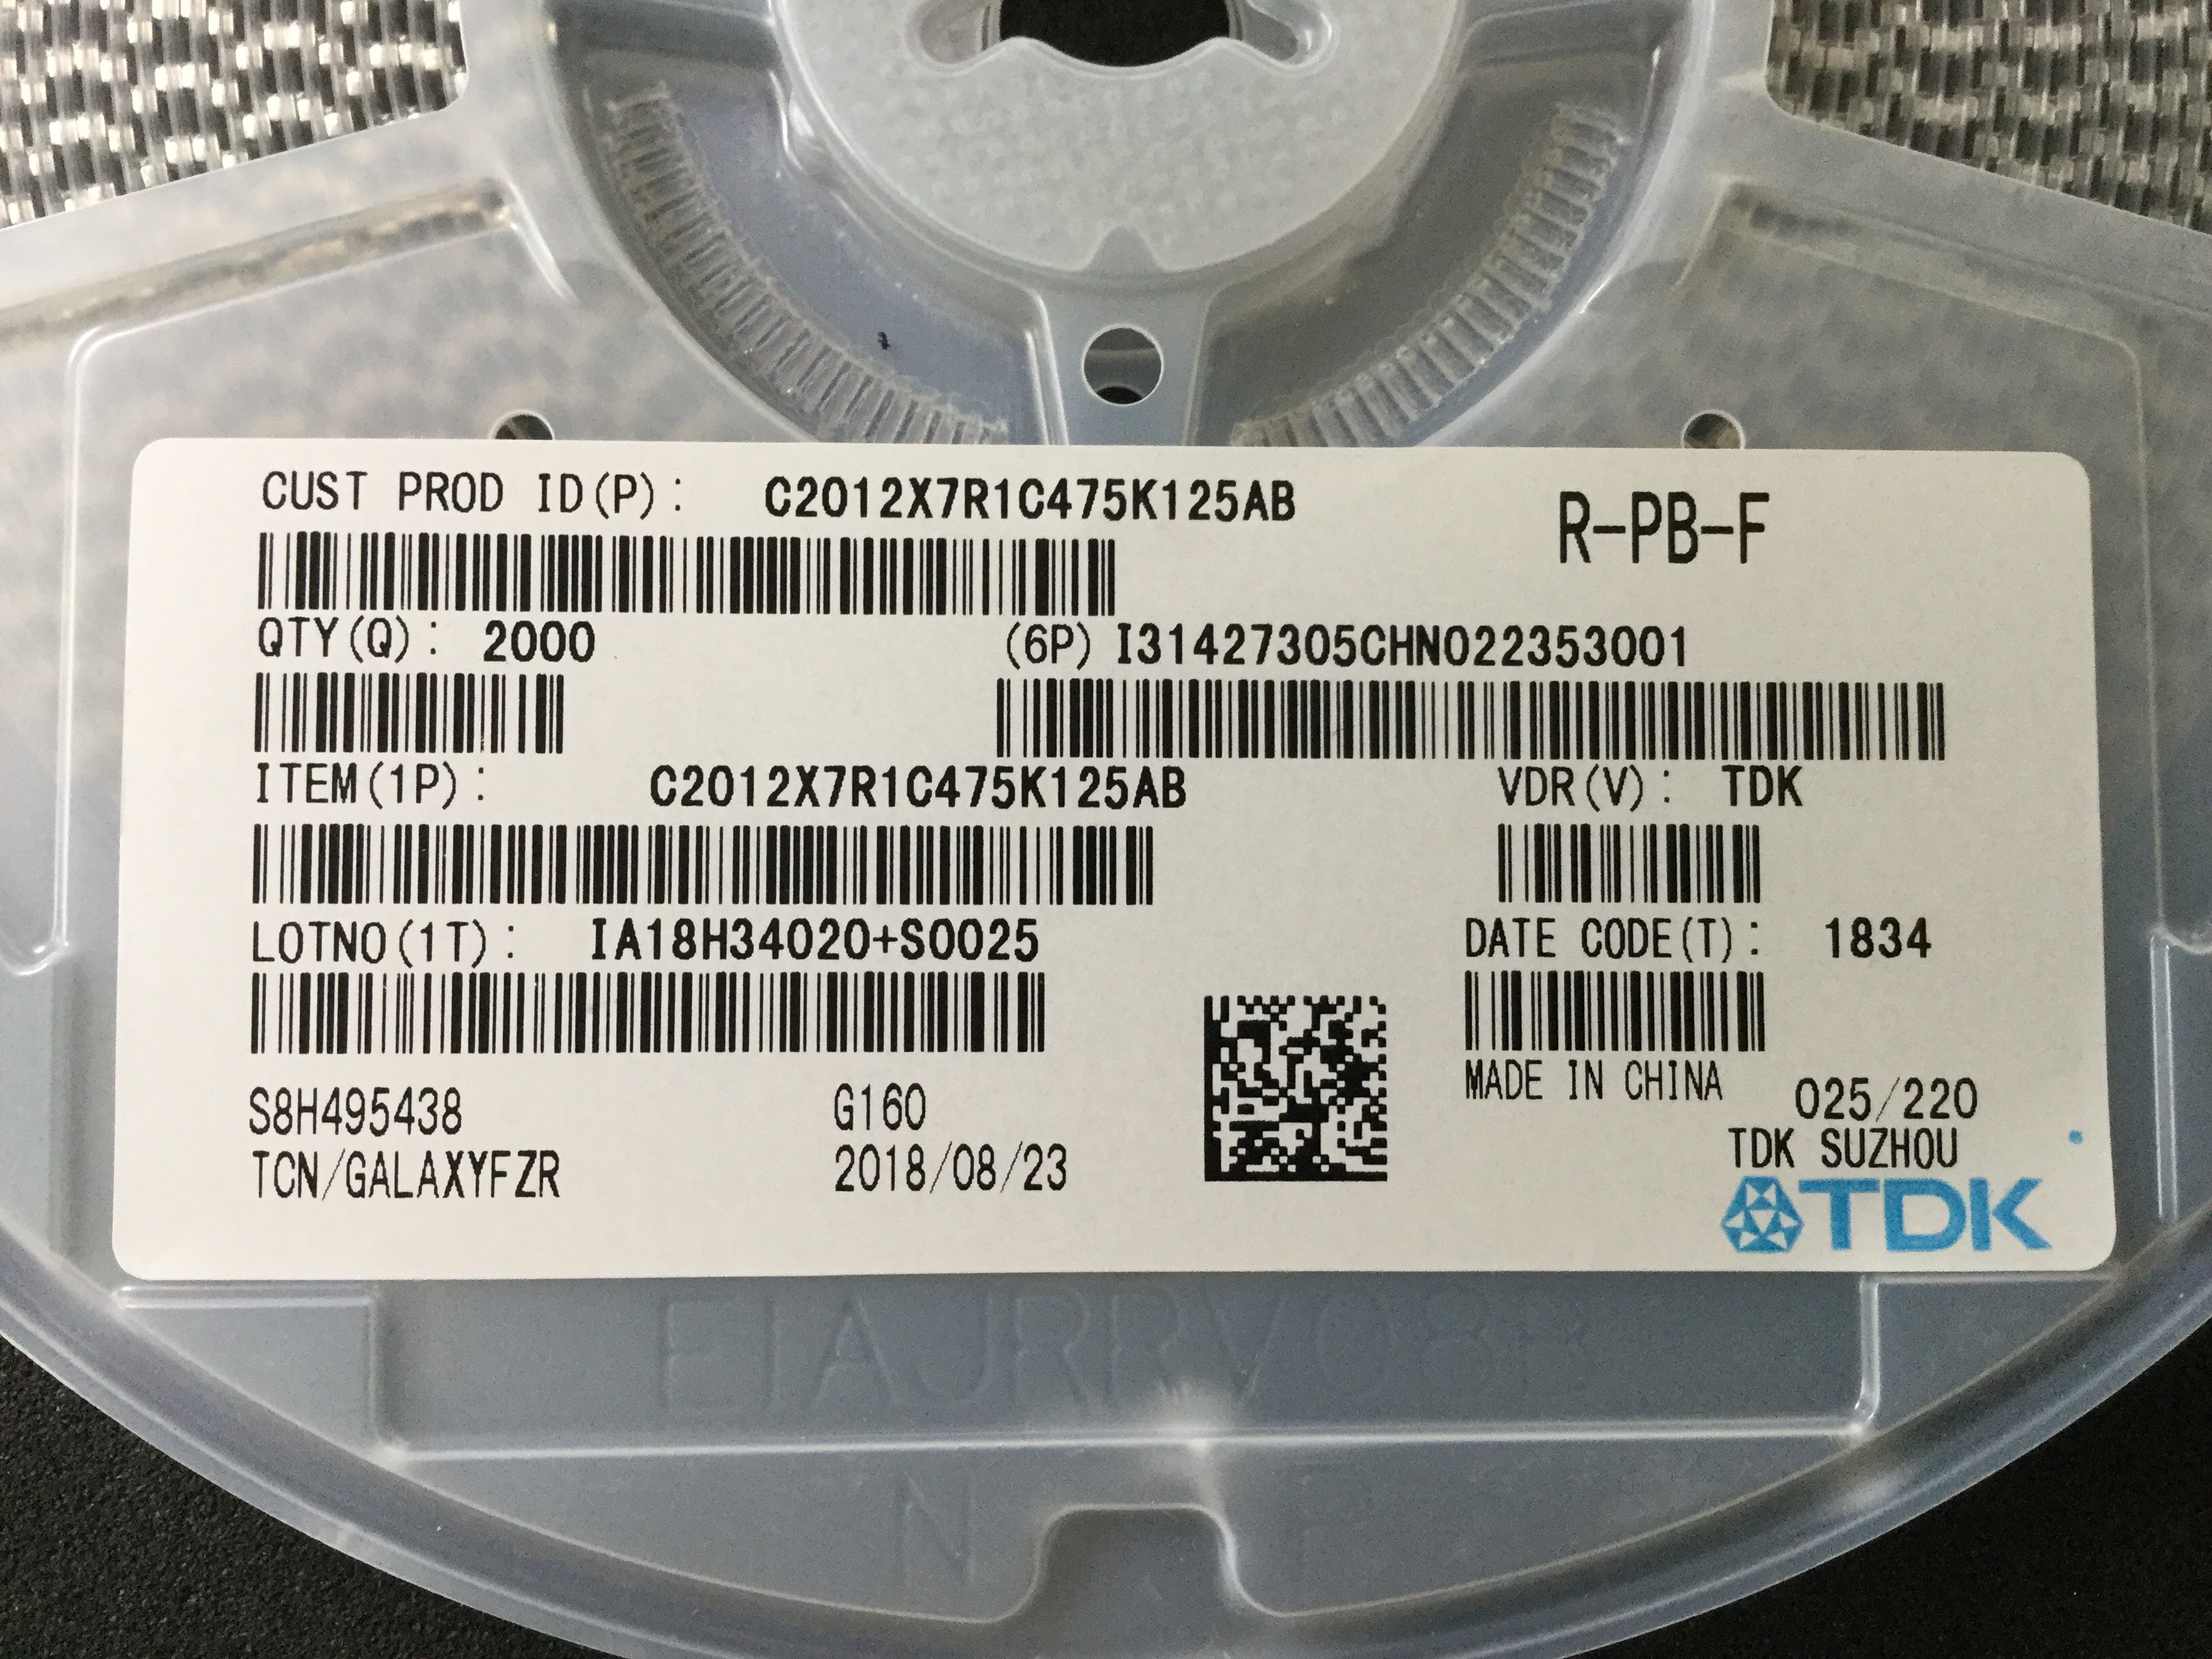 CUST PROD ID(P): C2012X7R1C475K125AB
R-PB-F
QTY(Q): 2000
(6P) I31427305CHN022353001
ITEM(1P): C2012X7R1C475K125AB
VDR(V): TDK
LOTNO(1T): IA18H34020+S0025
DATE CODE(T): 1834
MADE IN CHINA
025/220
S8H495438
G160
TDK SUZHOU
TCN/GALAXYFZR
2018/08/23
TDK
EIAJRRV08B
N P